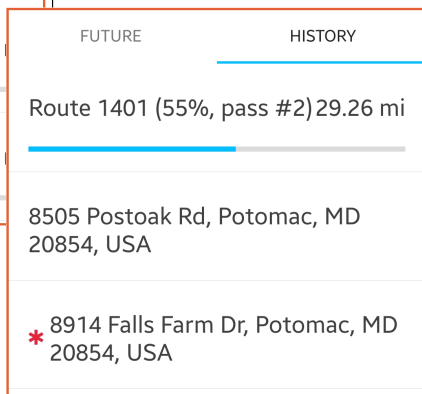 FUTURE HISTORY
Route 1401 (55%, pass #2) 29.26 mi
8505 Postoak Rd, Potomac, MD
20854, USA
* 8914 Falls Farm Dr, Potomac, MD
20854, USA